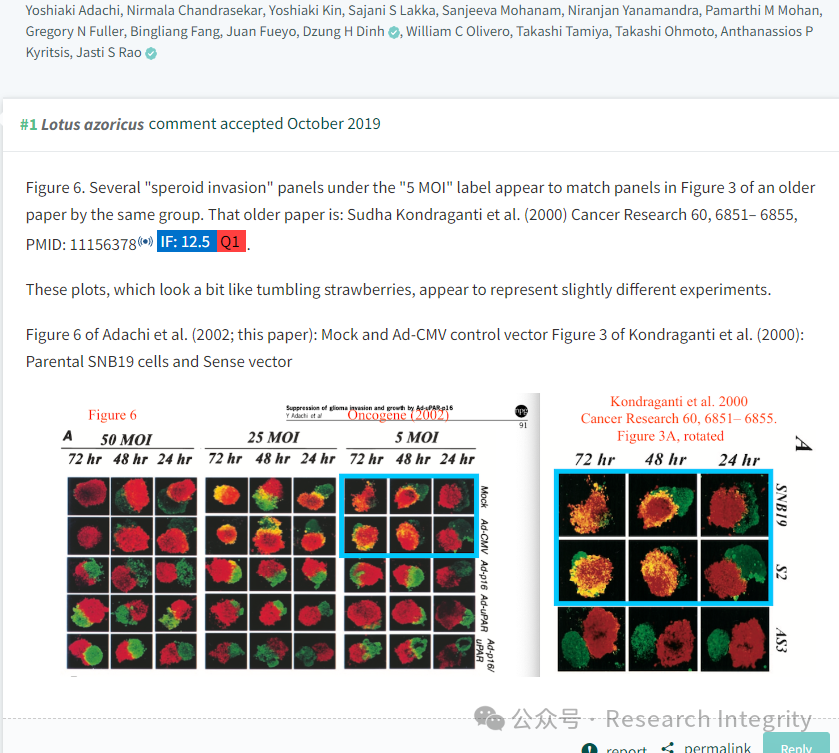 Yoshiaki Adachi, Nirmala Chandrasekar, Yoshiaki Kin, Sajani S Lakka, Sanjeeva Mohanam, Niranjan Yanamandra, Pamarthi M Mohan,
Gregory N Fuller, Bingliang Fang, Juan Fueyo, Dzung H Dinh, William C Olivero, Takashi Tamiya, Takashi Ohmoto, Anthanassios P
Kyritsis, Jasti S Rao
#1 Lotus azoricus comment accepted October 2019
Figure 6. Several "speroid invasion" panels under the "5 MOI" label appear to match panels in Figure 3 of an older
paper by the same group. That older paper is: Sudha Kondraganti et al. (2000) Cancer Research 60, 6851– 6855,
PMID: 11156378 IF: 12.5 Q1 .
These plots, which look a bit like tumbling strawberries, appear to represent slightly different experiments.
Figure 6 of Adachi et al. (2002; this paper): Mock and Ad-CMV control vector Figure 3 of Kondraganti et al. (2000):
Parental SNB19 cells and Sense vector
Figure 6
Suppression of glioma invasion and growth by Ad-uPAR-p16
Y Adachi et al
Oncogene (2002)
npg
91
A
50 MOI
25 MOI
5 MOI
72 hr 48 hr 24 hr 72 hr 48 hr 24 hr 72 hr 48 hr 24 hr
Mock
Ad-CMV
Ad-p16
Ad-uPAR
Ad-p16/
uPAR
Kondraganti et al. 2000
Cancer Research 60, 6851– 6855.
Figure 3A, rotated
A
72 hr 48 hr 24 hr
SNB19
S2
AS3
公众号 · Research Integrity
report permalink Reply